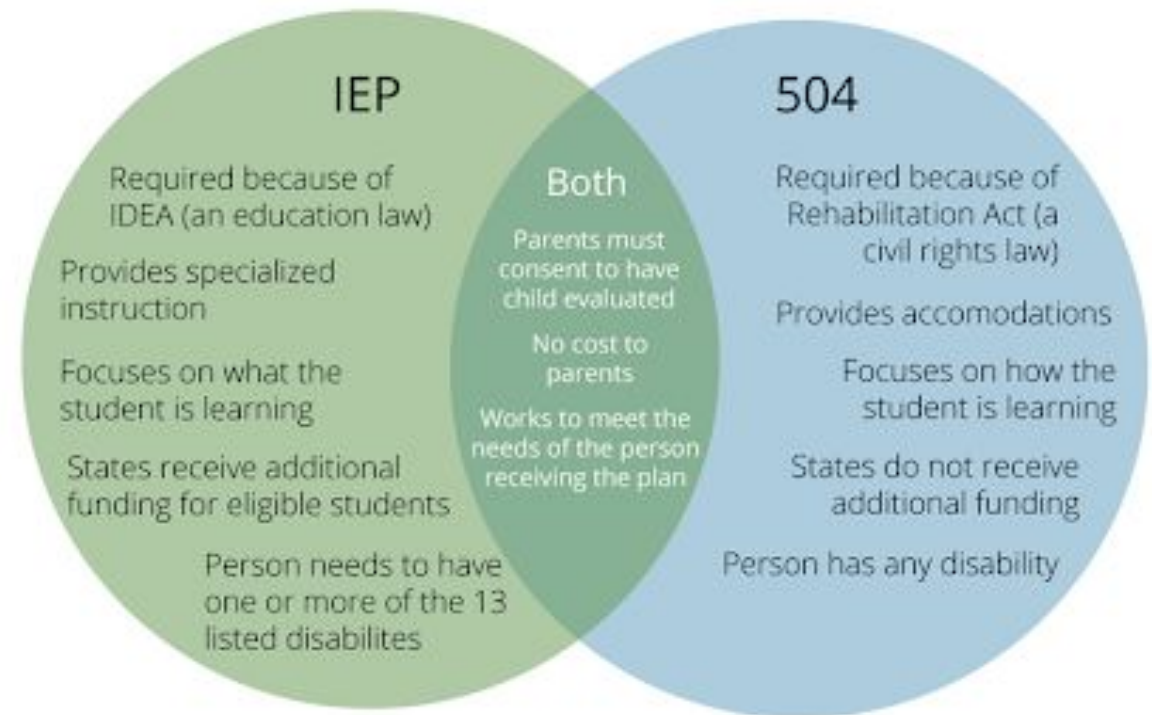 IEP
Required because of
IDEA (an education law)
Provides specialized
instruction
Focuses on what the
student is learning
States receive additional
funding for eligible students
Person needs to have
one or more of the 13
listed disabilites
Both
Parents must
consent to have
child evaluated
No cost to
parents
Works to meet the
needs of the person
receiving the plan
504
Required because of
Rehabilitation Act (a
civil rights law)
Provides accomodations
Focuses on how the
student is learning
States do not receive
additional funding
Person has any disability